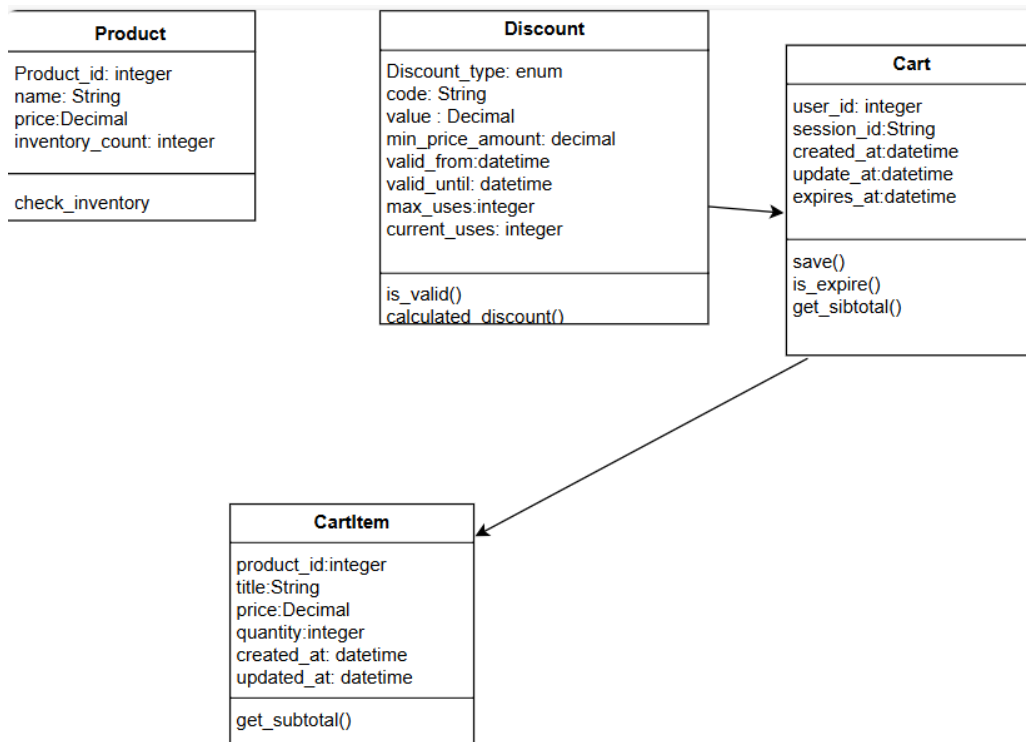 Product
Product_id: integer
name: String
price:Decimal
inventory_count: integer
check_inventory
Discount
Discount_type: enum
code: String
value : Decimal
min_price_amount: decimal
valid_from:datetime
valid_until: datetime
max_uses:integer
current_uses: integer
is_valid()
calculated_discount()
Cart
user_id: integer
session_id:String
created_at:datetime
update_at:datetime
expires_at:datetime
save()
is_expire()
get_sibtotal()
CartItem
product_id:integer
title:String
price:Decimal
quantity:integer
created_at: datetime
updated_at: datetime
get_subtotal()